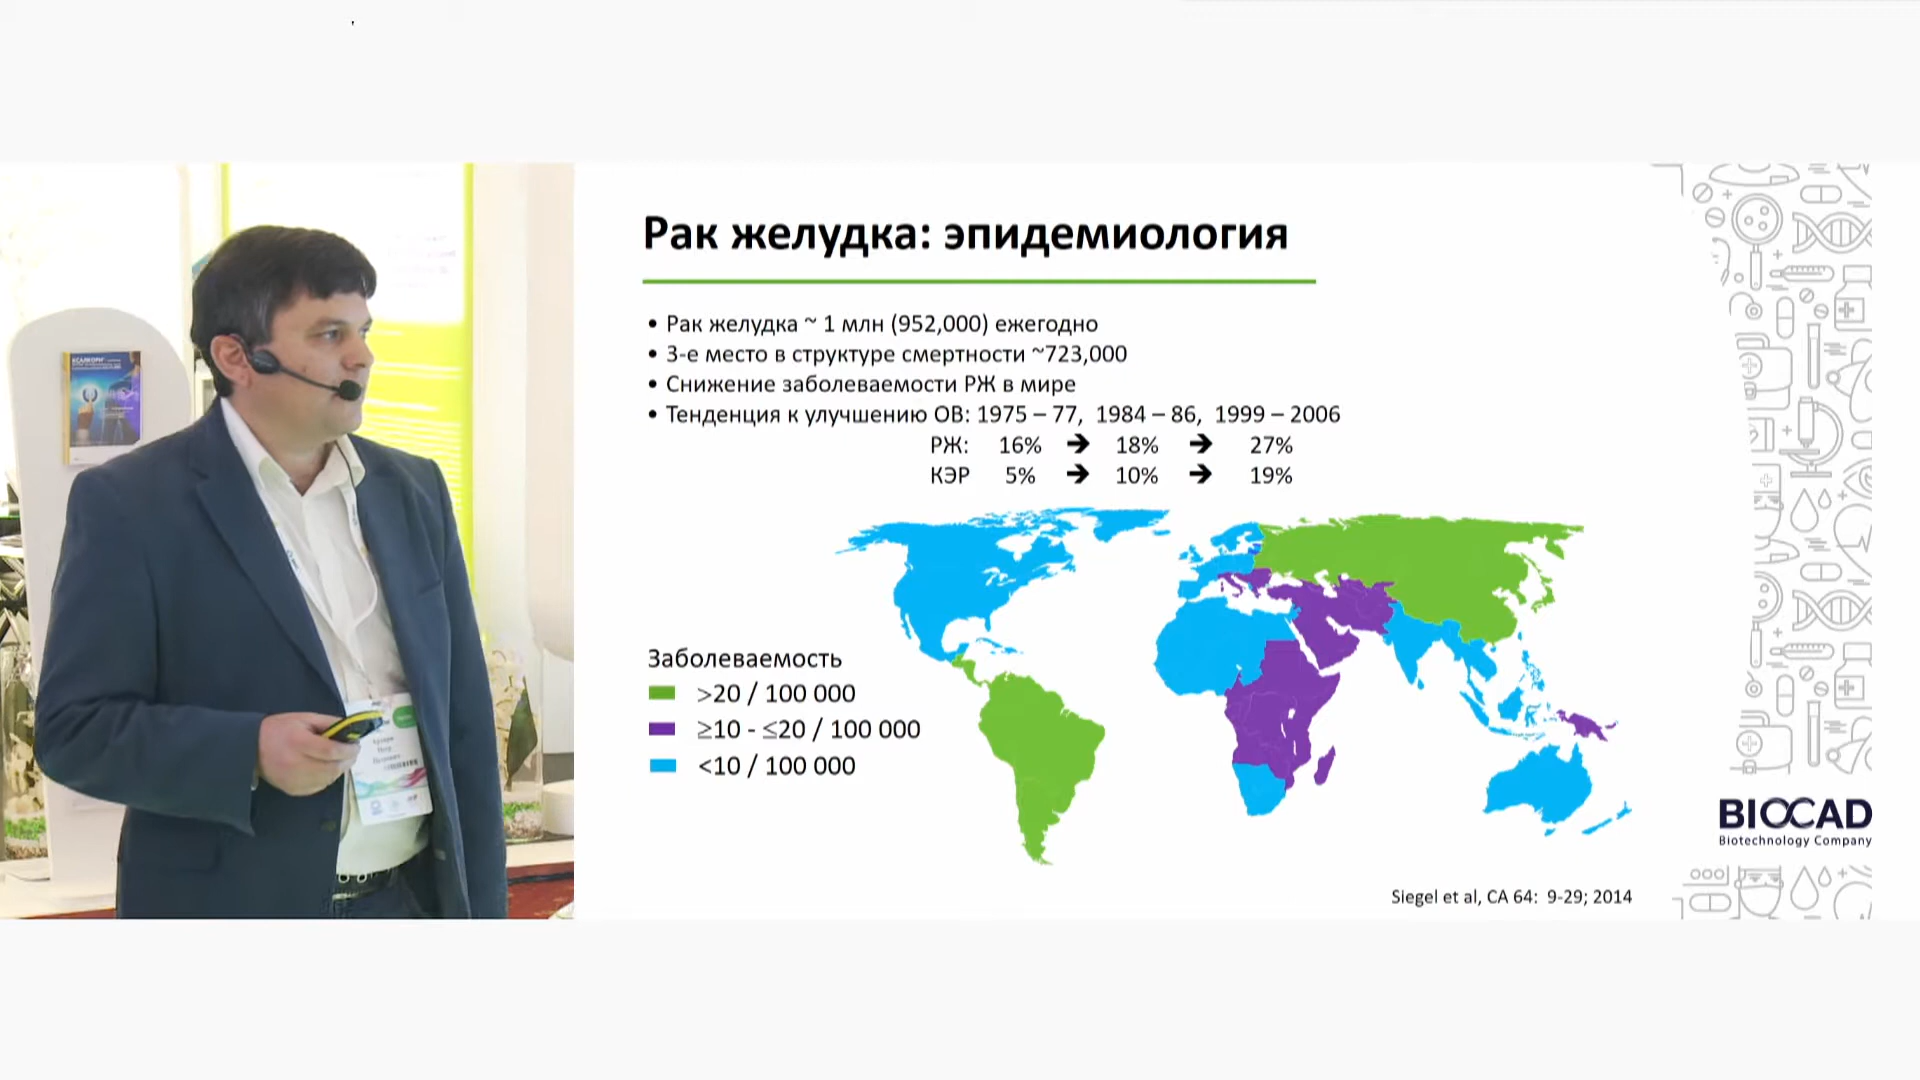 Рак желудка: эпидемиология
• Рак желудка ~ 1 млн (952,000) ежегодно
• 3-е место в структуре смертности ~723,000
• Снижение заболеваемости РЖ в мире
• Тенденция к улучшению ОВ: 1975 – 77, 1984 – 86, 1999 – 2006
РЖ: 16% ➔ 18% ➔ 27%
КЭР 5% ➔ 10% ➔ 19%
Заболеваемость
>20 / 100 000
≥10 - ≤20 / 100 000
<10 / 100 000
BIOCAD
Biotechnology Company
Siegel et al, CA 64: 9-29; 2014